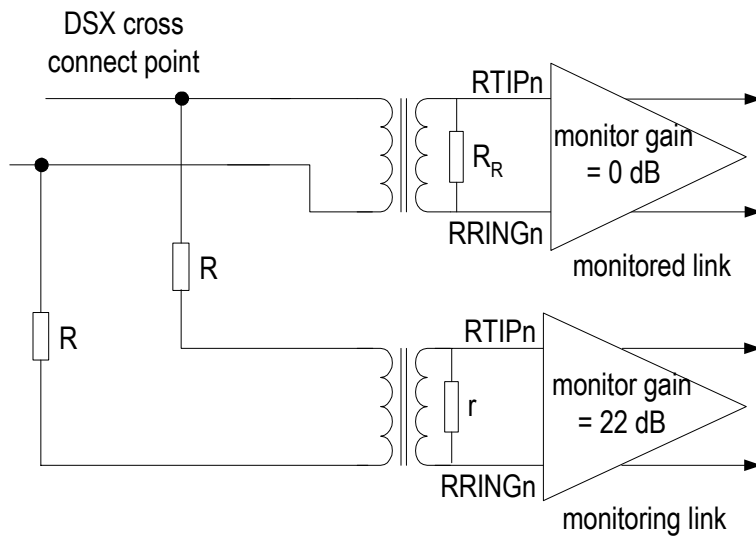 DSX cross
connect point
RTIPn
monitor gain
= 0 dB
R_R
RRINGn
monitored link
R
R
RTIPn
monitor gain
= 22 dB
r
RRINGn
monitoring link